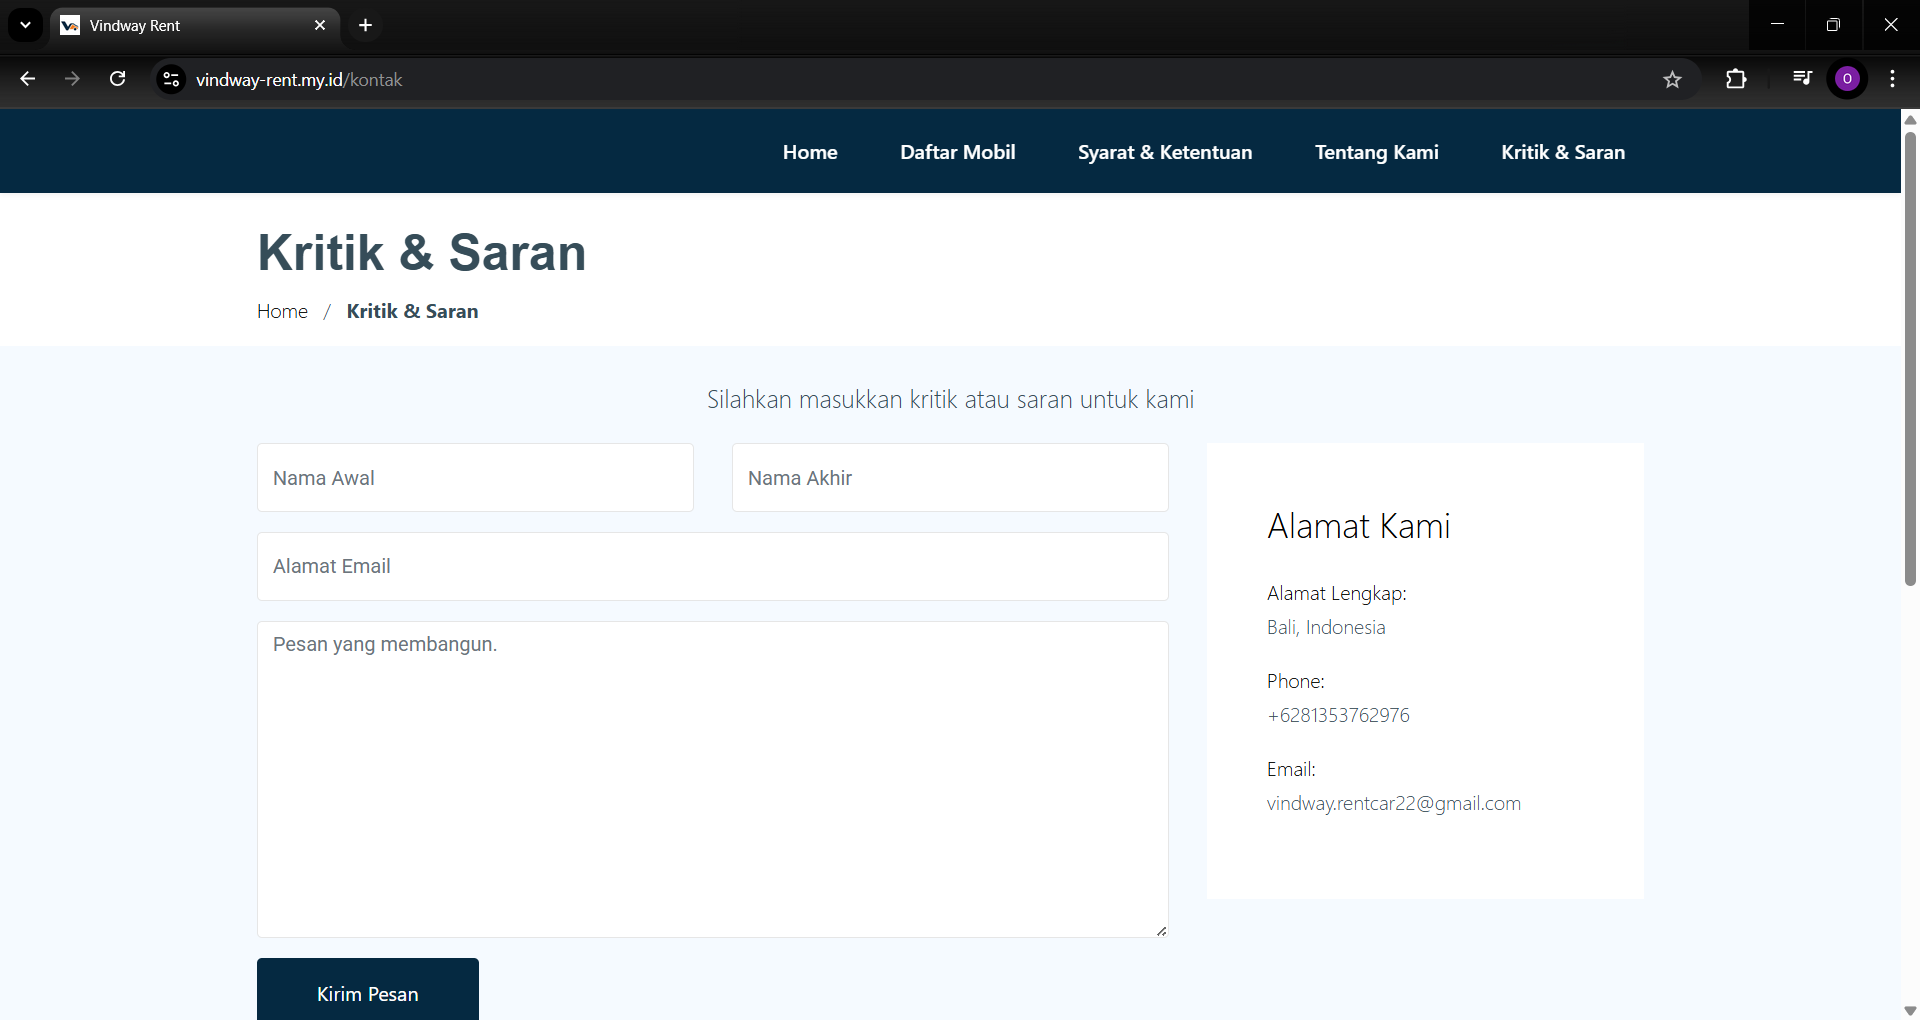 Vindway Rent
vindway-rent.my.id/kontak
O
Home
Daftar Mobil
Syarat & Ketentuan
Tentang Kami
Kritik & Saran
Kritik & Saran
Home / Kritik & Saran
Silahkan masukkan kritik atau saran untuk kami
Nama Awal
Nama Akhir
Alamat Email
Pesan yang membangun.
Kirim Pesan
Alamat Kami
Alamat Lengkap:
Bali, Indonesia
Phone:
+6281353762976
Email:
vindway.rentcar22@gmail.com